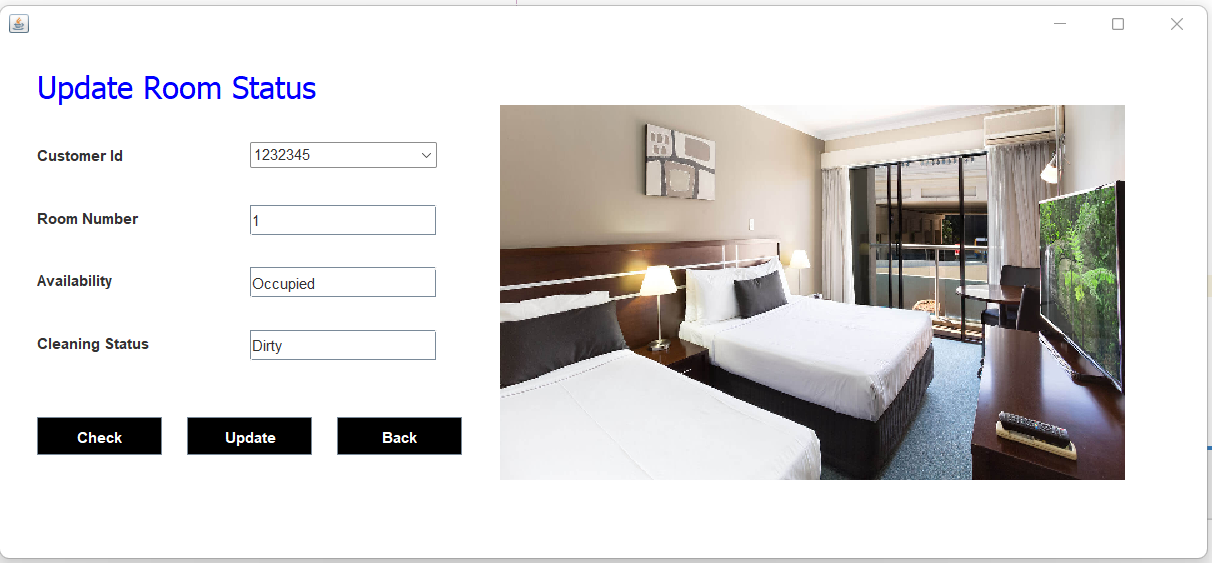 Update Room Status
Customer Id 1232345
Room Number 1
Availability Occupied
Cleaning Status Dirty
Check Update Back